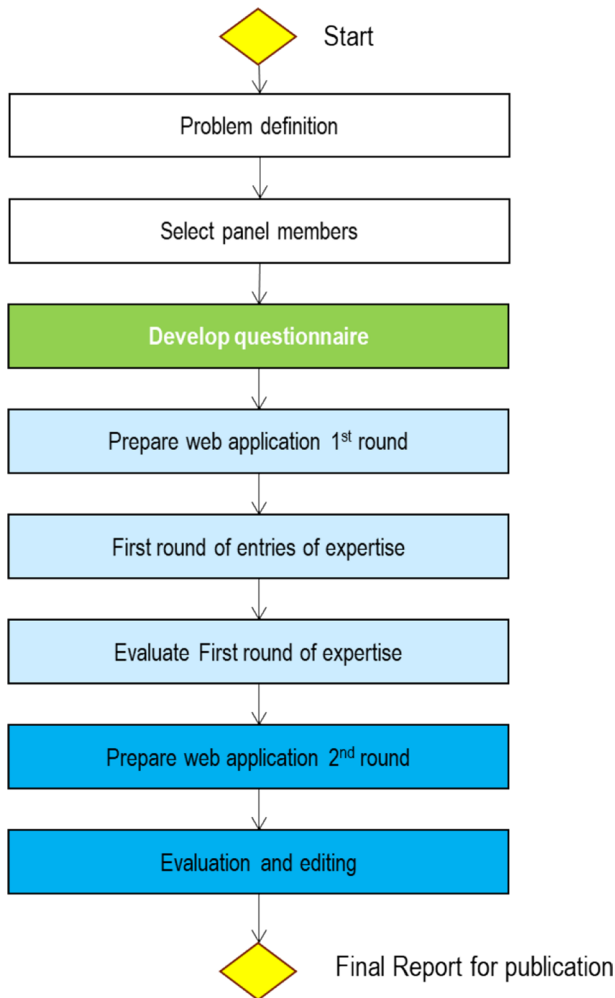 Start
Problem definition
Select panel members
Develop questionnaire
Prepare web application 1st round
First round of entries of expertise
Evaluate First round of expertise
Prepare web application 2nd round
Evaluation and editing
Final Report for publication